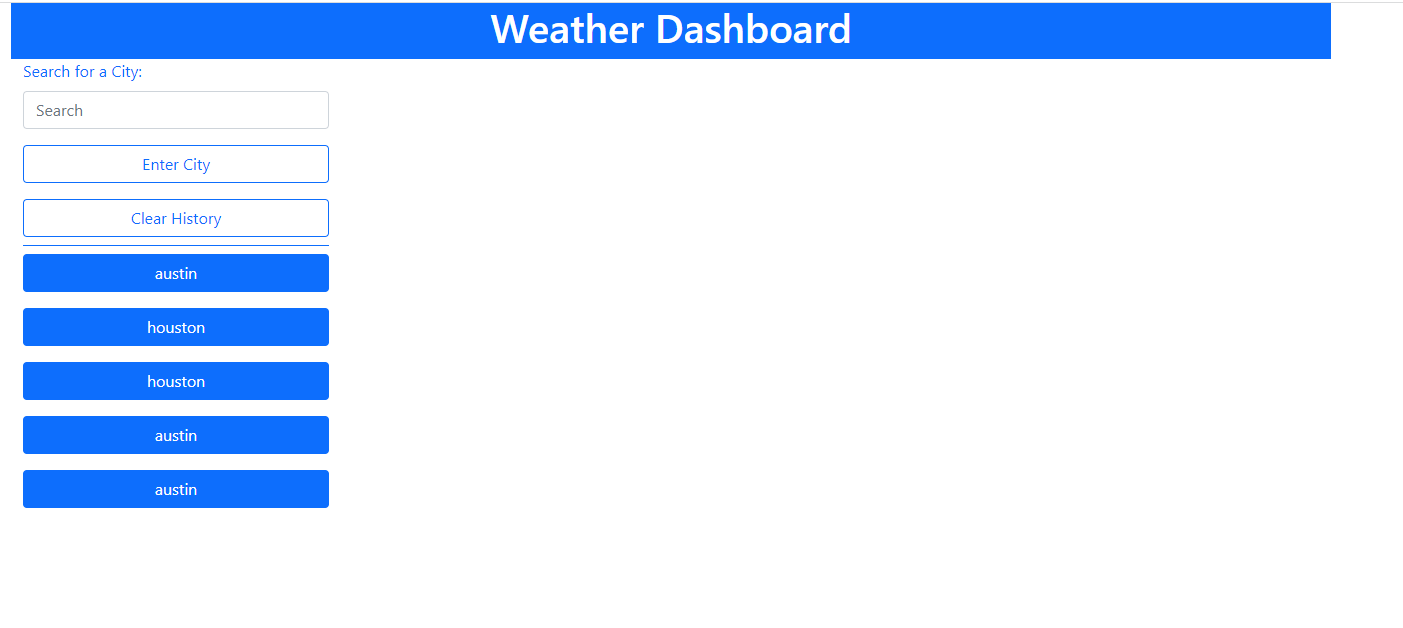 Weather Dashboard
Search for a City:
Search
Enter City
Clear History
austin
houston
houston
austin
austin